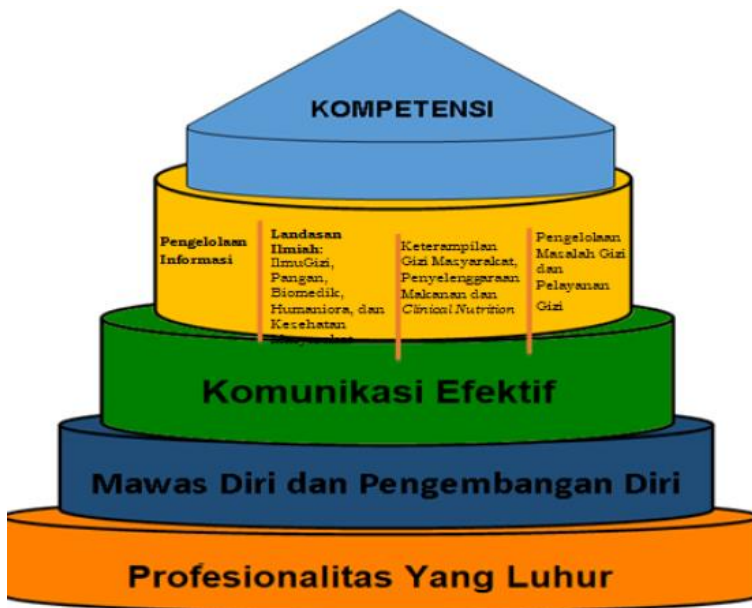 KOMPETENSI
Pengelolaan
Informasi
Landasan
Ilmiah:
IlmuGizi,
Pangan,
Biomedik,
Humaniora, dan
Kesehatan
Keterampilan
Gizi Masyarakat,
Penyelenggaraan
Makanan dan
Clinical Nutrition
Pengelolaan
Masalah Gizi
dan
Pelayanan
Gizi
Komunikasi Efektif
Mawas Diri dan Pengembangan Diri
Profesionalitas Yang Luhur